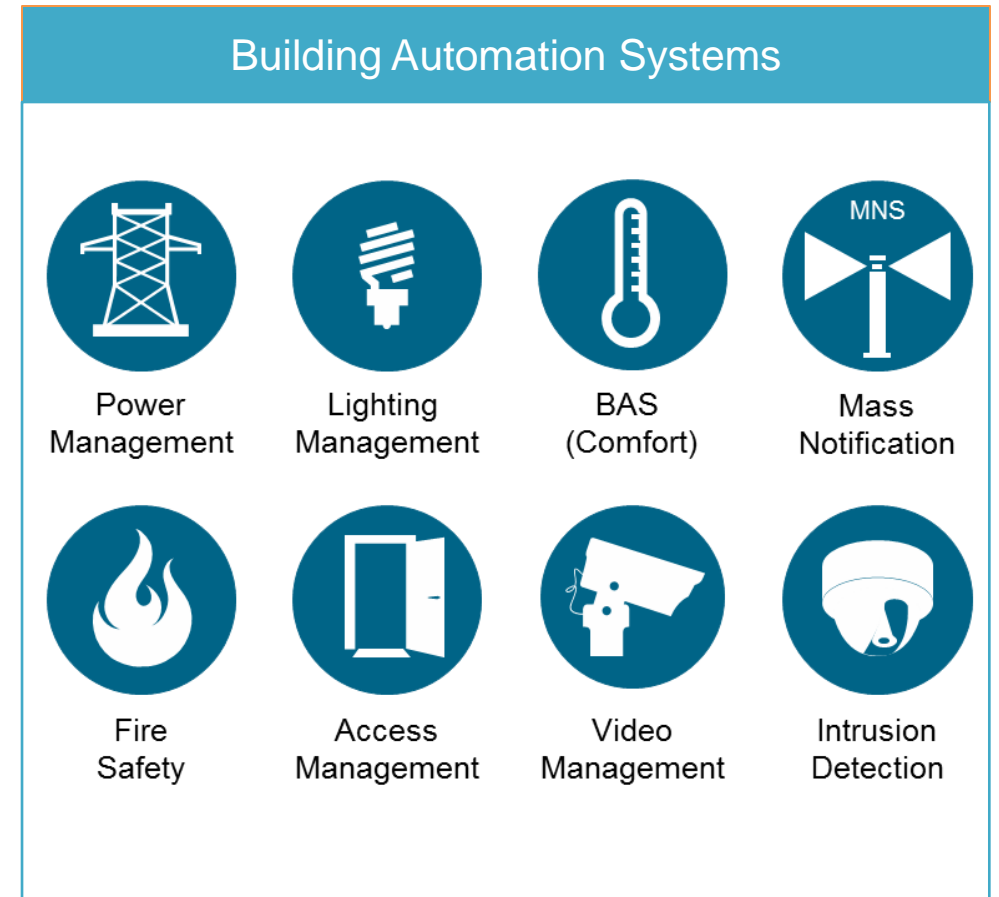 Building Automation Systems
MNS
Power
Management
Lighting
Management
BAS
(Comfort)
Mass
Notification
Fire
Safety
Access
Management
Video
Management
Intrusion
Detection